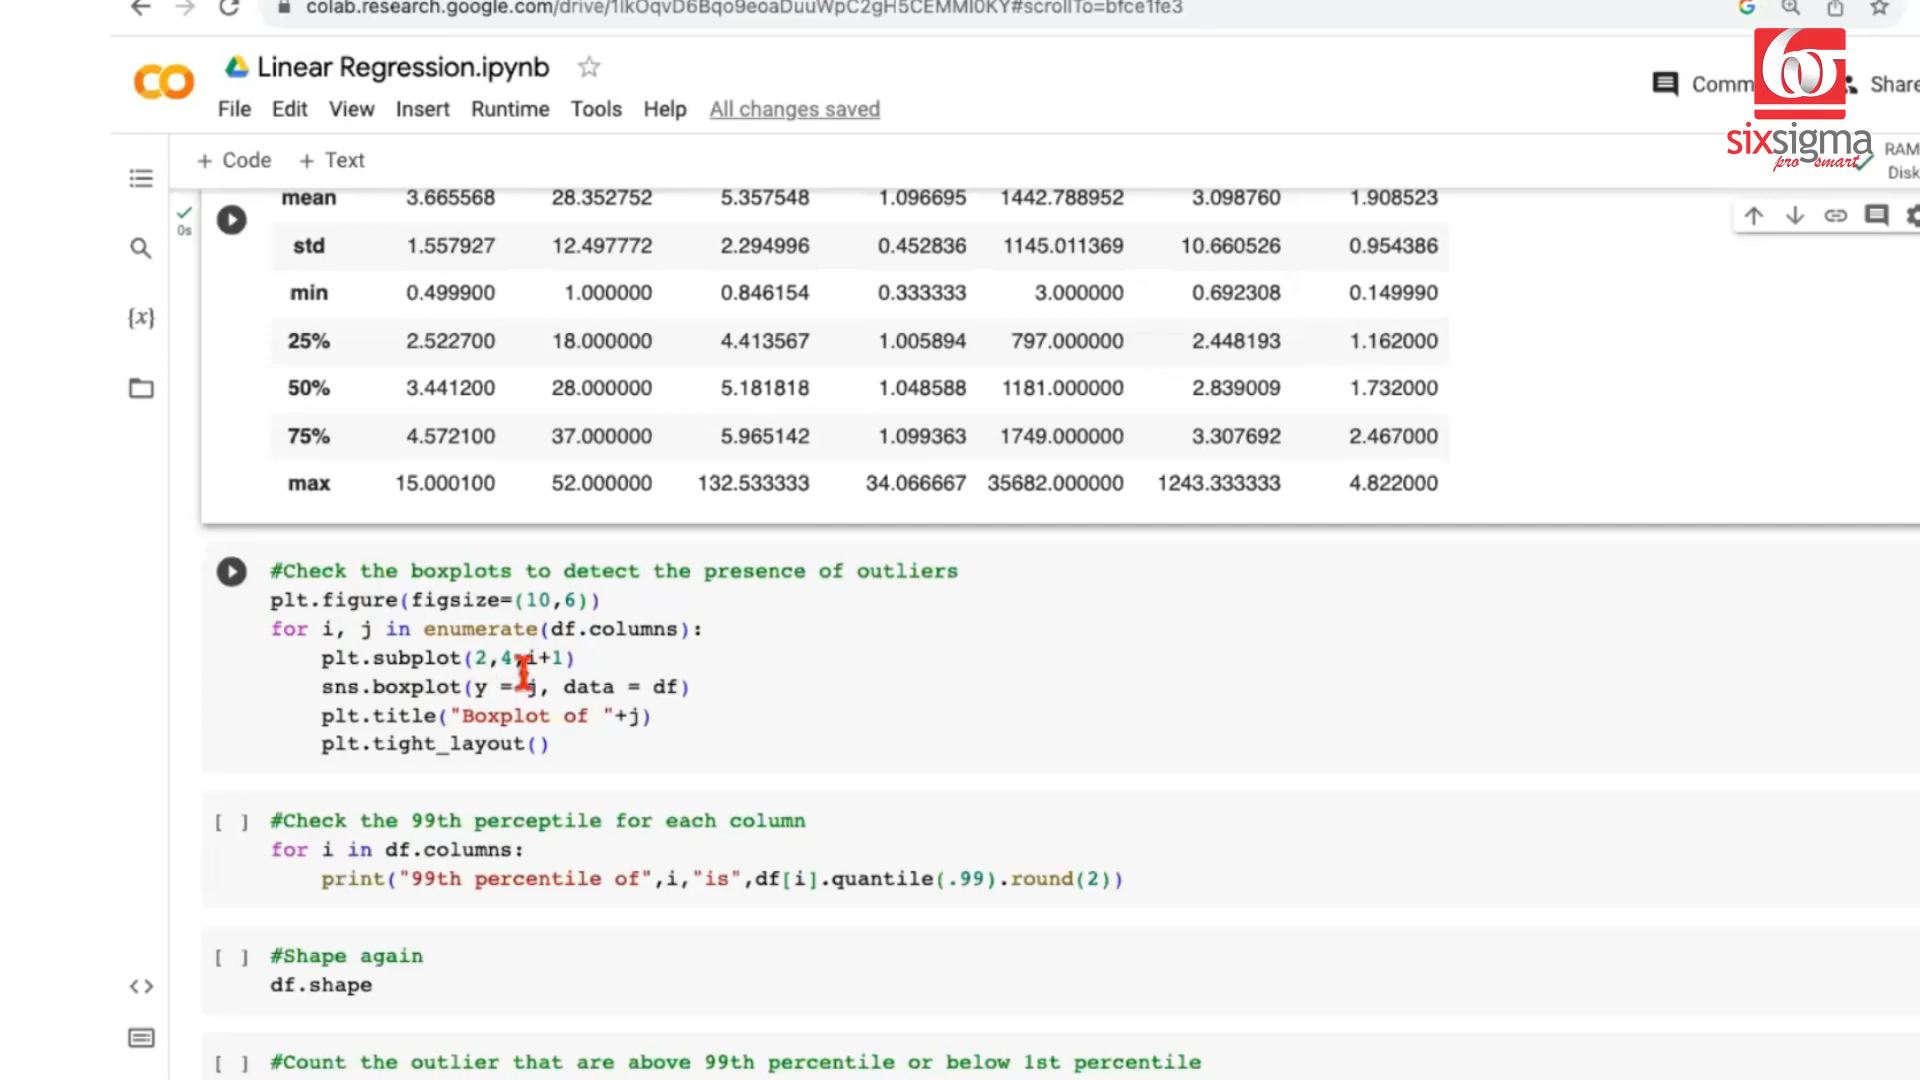 colab.research.google.com/drive/1IkOqvD6Bqo9eoaDuuWpC2gH5CEMMI0KY#scrollTo=bfce1fe3
Linear Regression.ipynb
Comm
Share
File Edit View Insert Runtime Tools Help All changes saved
sixsigma
pro smart
+ Code + Text
RAM
Disk
mean 3.665568 28.352752 5.357548 1.096695 1442.788952 3.098760 1.908523
0s
std 1.557927 12.497772 2.294996 0.452836 1145.011369 10.660526 0.954386
min 0.499900 1.000000 0.846154 0.333333 3.000000 0.692308 0.149990
{x}
25% 2.522700 18.000000 4.413567 1.005894 797.000000 2.448193 1.162000
50% 3.441200 28.000000 5.181818 1.048588 1181.000000 2.839009 1.732000
75% 4.572100 37.000000 5.965142 1.099363 1749.000000 3.307692 2.467000
max 15.000100 52.000000 132.533333 34.066667 35682.000000 1243.333333 4.822000
#Check the boxplots to detect the presence of outliers
plt.figure(figsize=(10,6))
for i, j in enumerate(df.columns):
plt.subplot(2,4,i+1)
sns.boxplot(y = j, data = df)
plt.title("Boxplot of "+j)
plt.tight_layout()
[ ] #Check the 99th perceptile for each column
for i in df.columns:
print("99th percentile of",i,"is",df[i].quantile(.99).round(2))
[ ] #Shape again
df.shape
[ ] #Count the outlier that are above 99th percentile or below 1st percentile